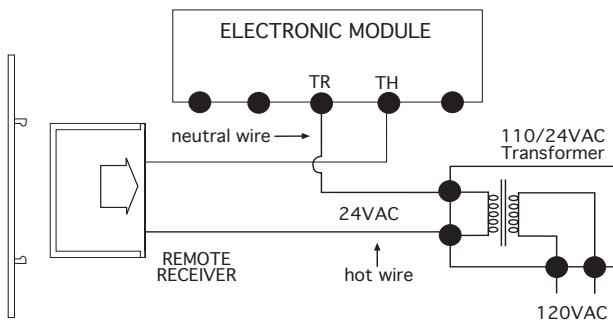 ELECTRONIC MODULE
TR TH
neutral wire
110/24VAC
Transformer
24VAC
REMOTE
RECEIVER
hot wire
120VAC